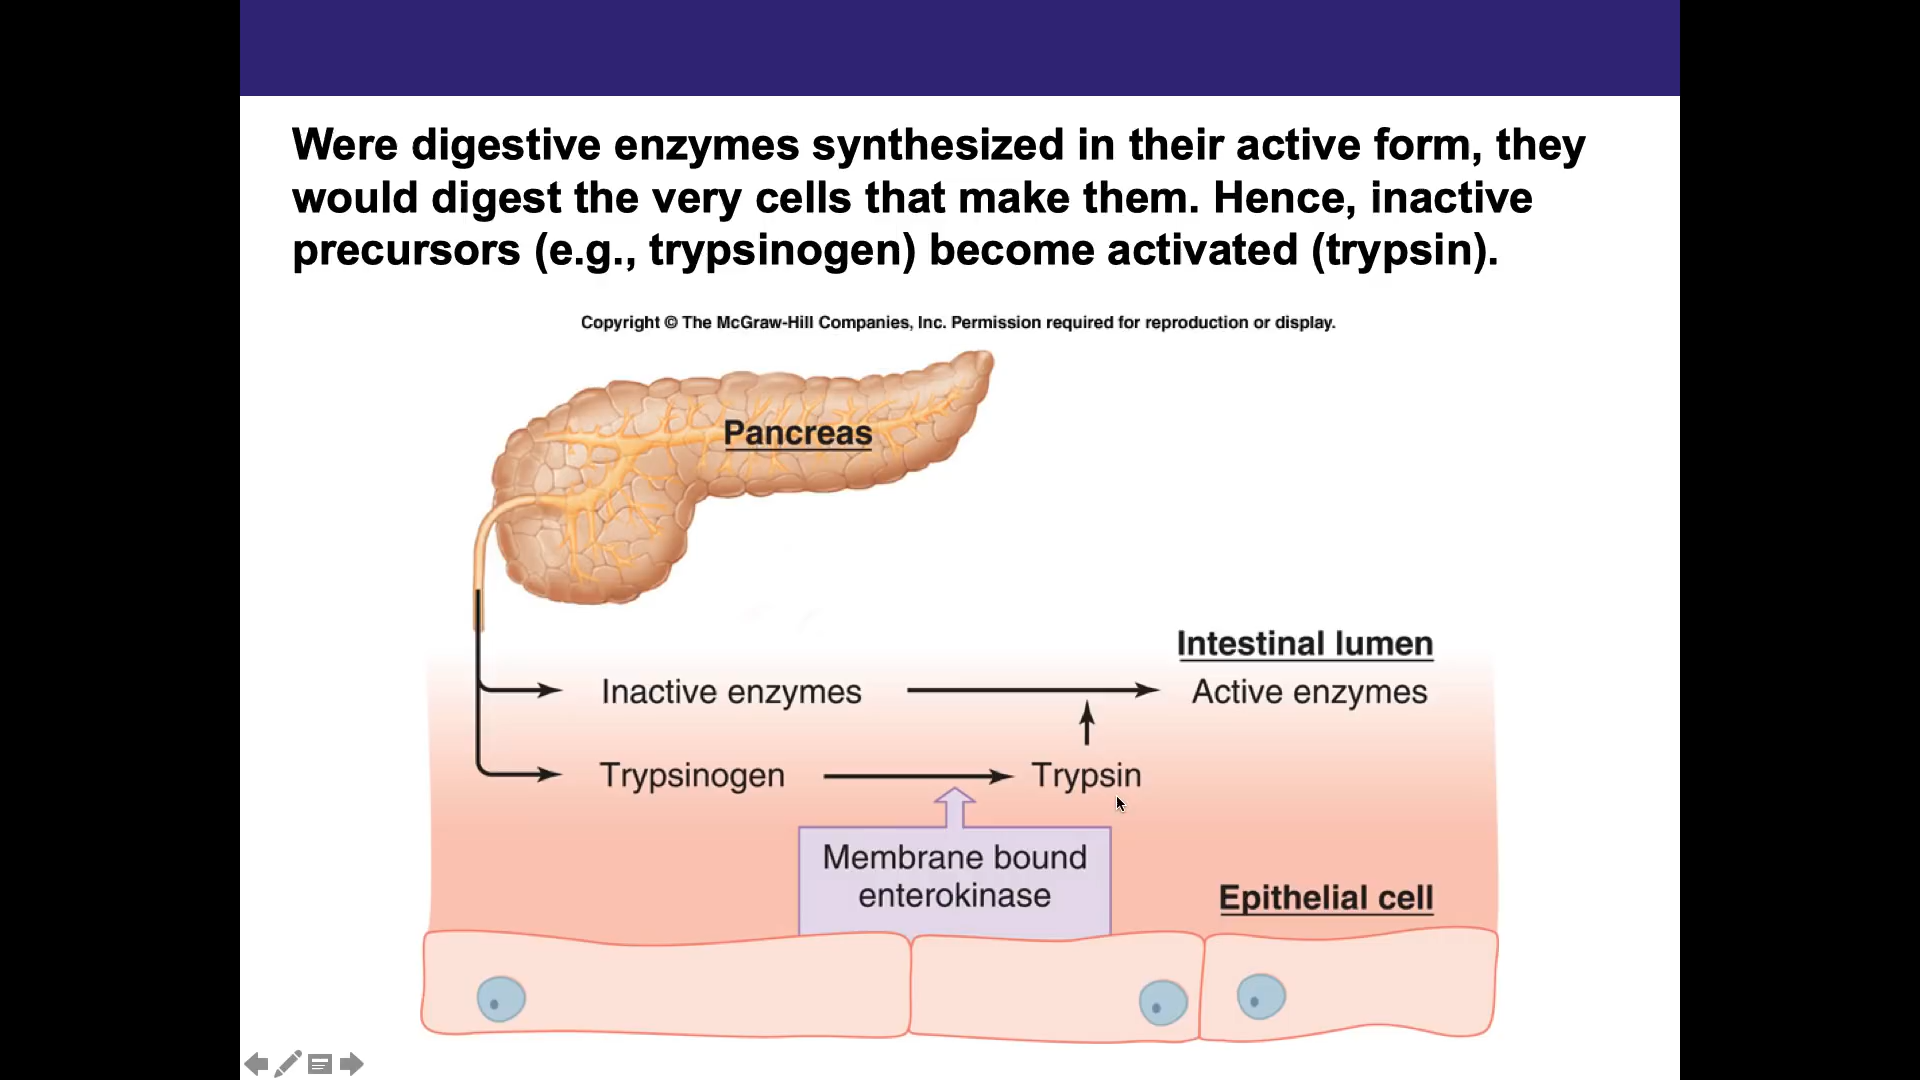 Were digestive enzymes synthesized in their active form, they
would digest the very cells that make them. Hence, inactive
precursors (e.g., trypsinogen) become activated (trypsin).
Copyright © The McGraw-Hill Companies, Inc. Permission required for reproduction or display.
Pancreas
Intestinal lumen
Inactive enzymes
Active enzymes
Trypsinogen
Trypsin
Membrane bound
enterokinase
Epithelial cell